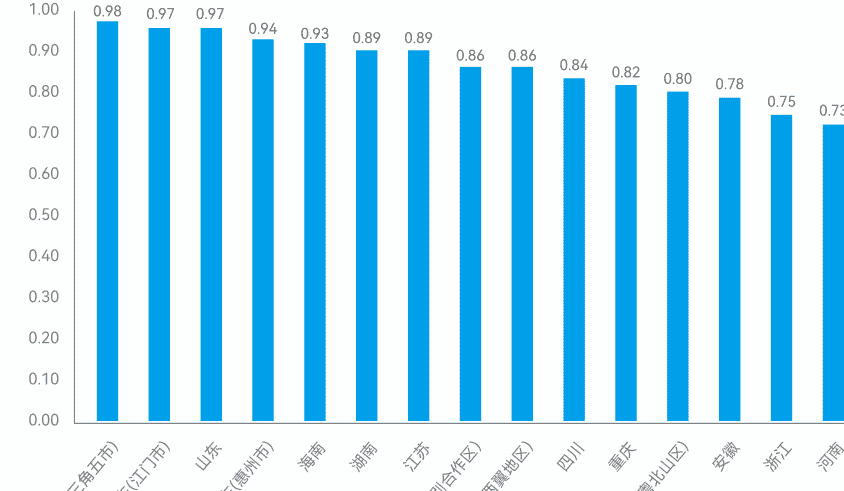 1.00
0.90
0.80
0.70
0.60
0.50
0.40
0.30
0.20
0.10
0.00
0.98
0.97
0.97
0.94
0.93
0.89
0.89
0.86
0.86
0.84
0.82
0.80
0.78
0.75
0.73
三角五市)
(江门市)
山东
(惠州市)
海南
湖南
江苏
合作区)
两翼地区)
四川
重庆
粤北山区)
安徽
浙江
河南